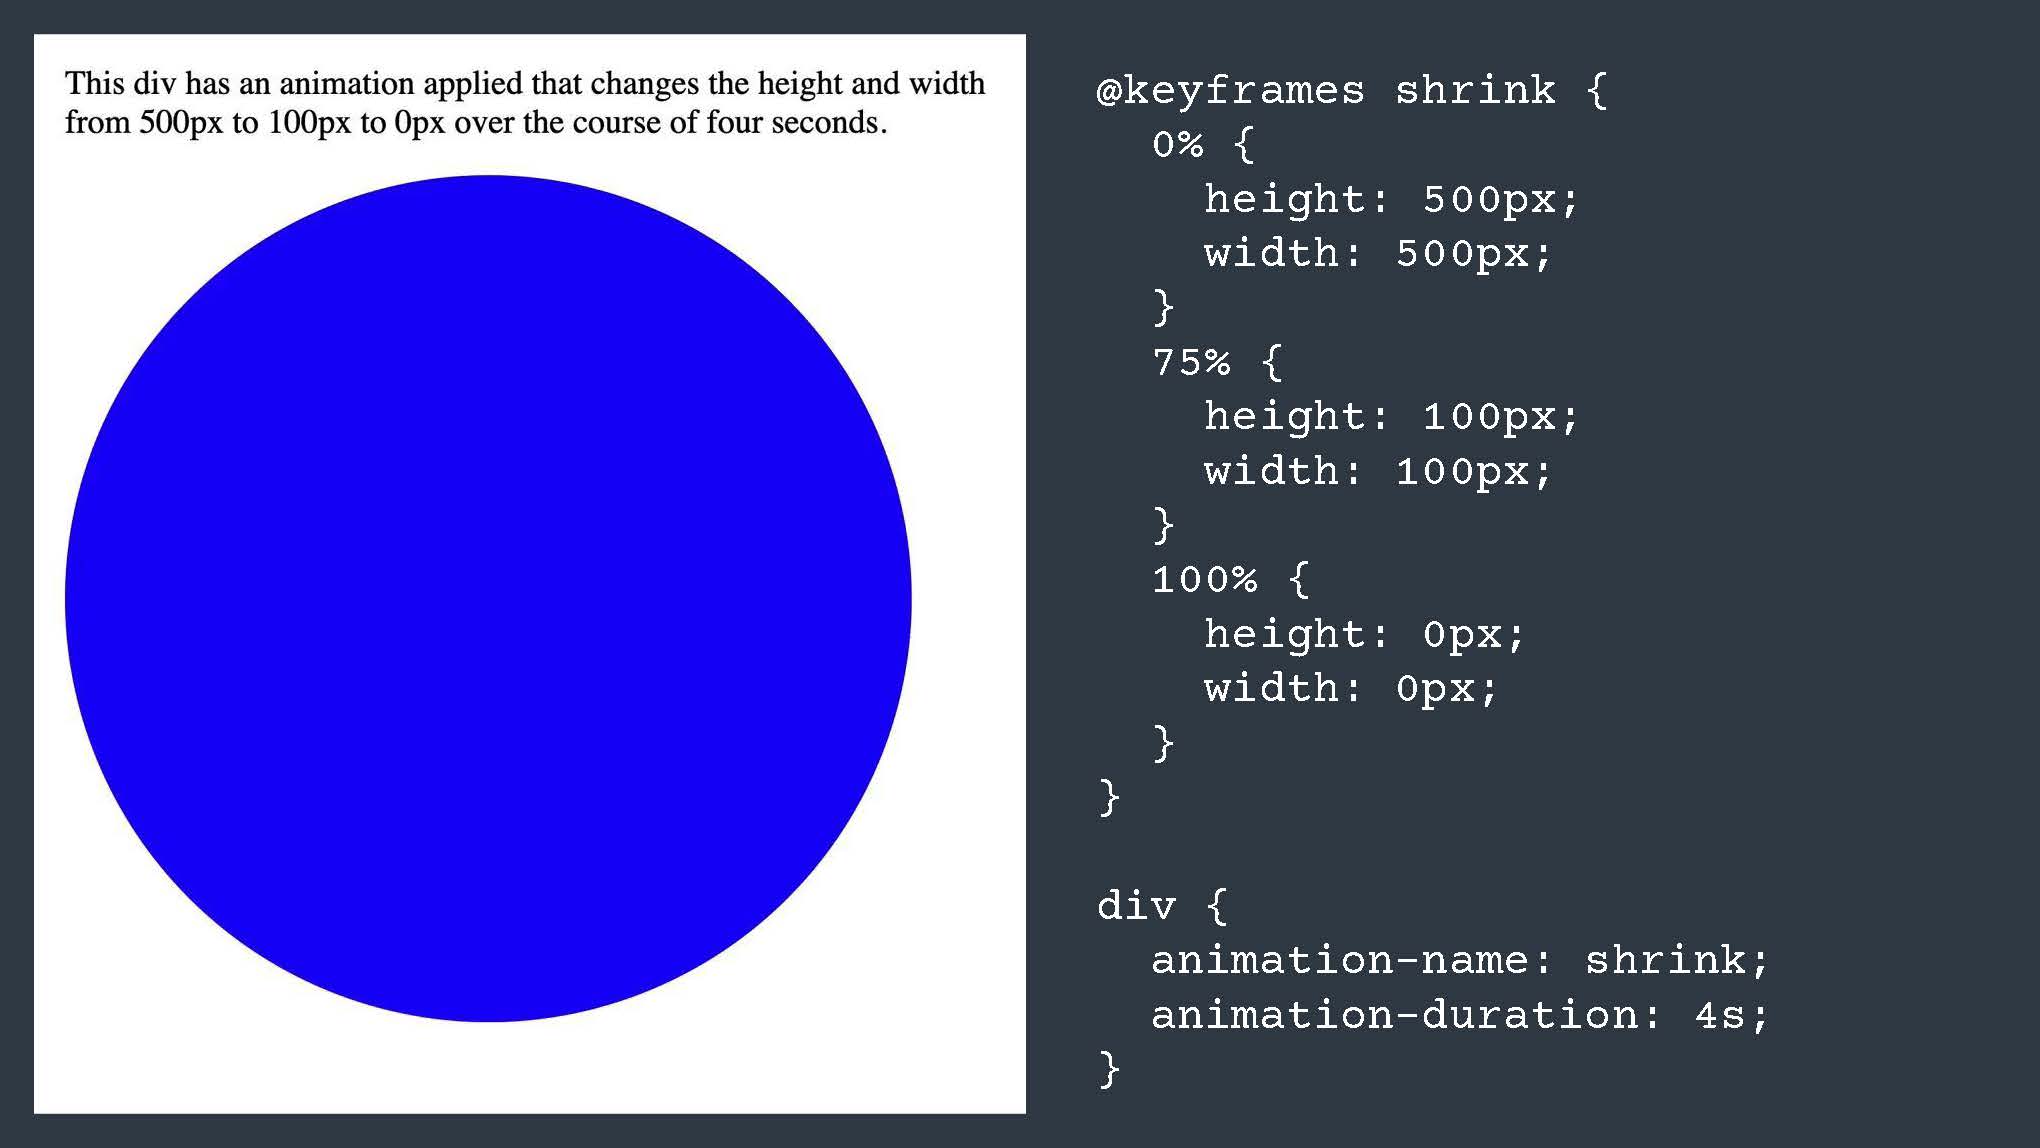 This div has an animation applied that changes the height and width
from 500px to 100px to 0px over the course of four seconds.
@keyframes shrink {
0% {
height: 500px;
width: 500px;
}
75% {
height: 100px;
width: 100px;
}
100% {
height: 0px;
width: 0px;
}
}
div {
animation-name: shrink;
animation-duration: 4s;
}